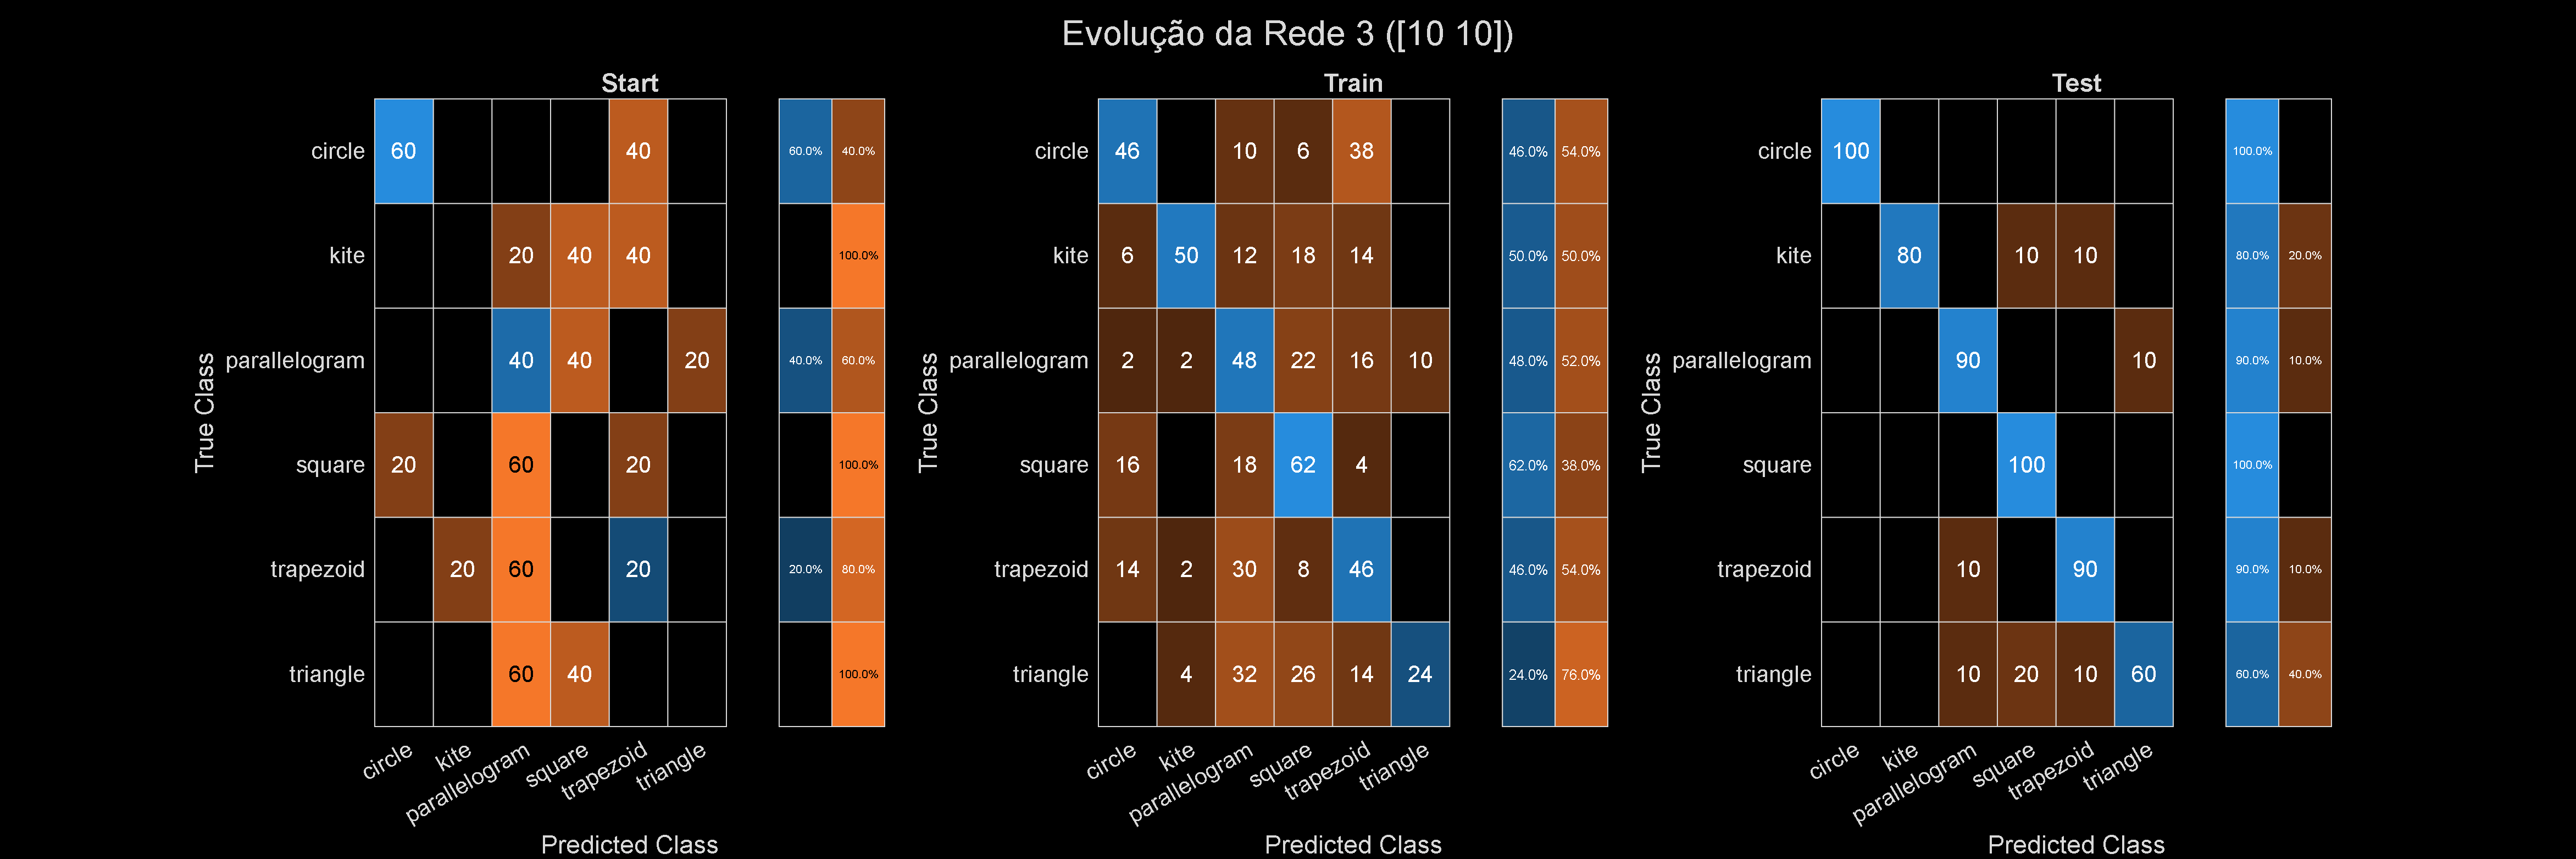 Evolução da Rede 3 ([10 10])
Start
circle 60 40 60.0% 40.0%
kite 20 40 40 100.0%
parallelogram 40 40 20 40.0% 60.0%
square 20 60 20 100.0%
trapezoid 20 60 20 20.0% 80.0%
triangle 60 40 100.0%
True Class
circle kite parallelogram square trapezoid triangle
Predicted Class
Train
circle 46 10 6 38 46.0% 54.0%
kite 6 50 12 18 14 50.0% 50.0%
parallelogram 2 2 48 22 16 10 48.0% 52.0%
square 16 18 62 4 62.0% 38.0%
trapezoid 14 2 30 8 46 46.0% 54.0%
triangle 4 32 26 14 24 24.0% 76.0%
True Class
circle kite parallelogram square trapezoid triangle
Predicted Class
Test
circle 100 100.0%
kite 80 10 10 80.0% 20.0%
parallelogram 90 10 90.0% 10.0%
square 100 100.0%
trapezoid 10 90 90.0% 10.0%
triangle 10 20 10 60 60.0% 40.0%
True Class
circle kite parallelogram square trapezoid triangle
Predicted Class